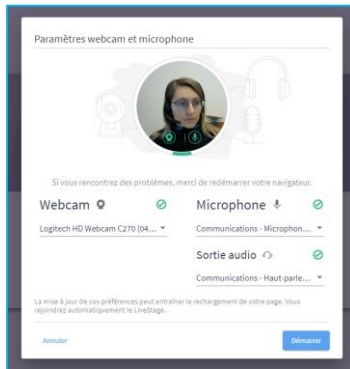 Paramètres webcam et microphone
Si vous rencontrez des problèmes, merci de redémarrer votre navigateur.
Webcam
Microphone
Logitech HD Webcam C270 (04...
Communications - Microphon...
Sortie audio
Communications - Haut-parle...
La mise à jour de vos préférences peut entraîner le rechargement de votre page. Vous
rejoindrez automatiquement le LiveStage.
Annuler
Démarrer